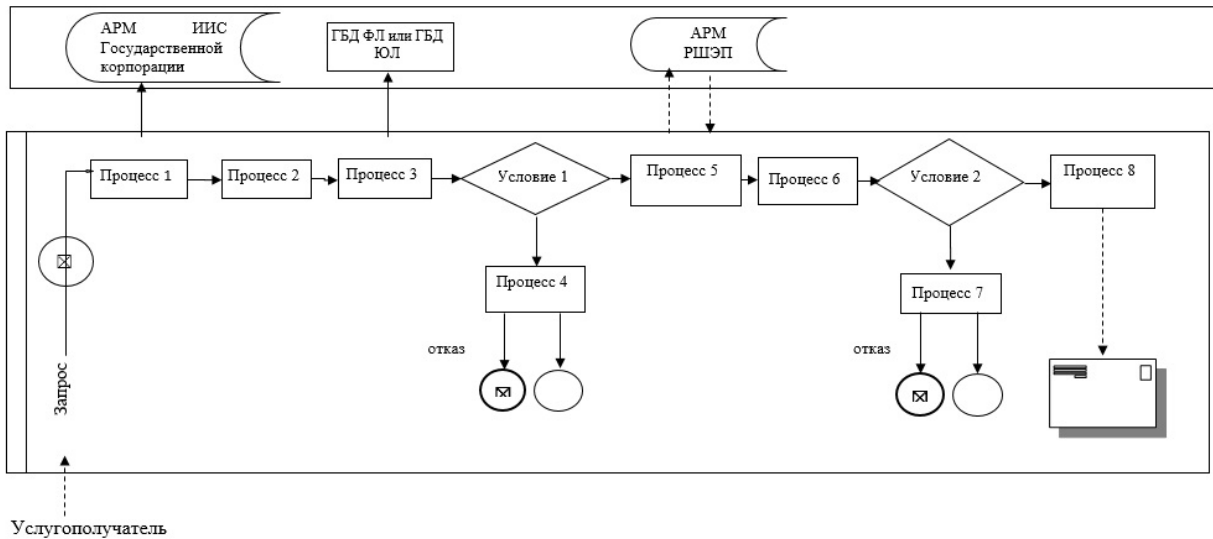 АРМ ИИС
Государственной
корпорации
ГБД ФЛ или ГБД
ЮЛ
АРМ
РШЭП
Процесс 1
Процесс 2
Процесс 3
Условие 1
Процесс 5
Процесс 6
Условие 2
Процесс 8
Процесс 4
Процесс 7
отказ
отказ
Запрос
Услугополучатель